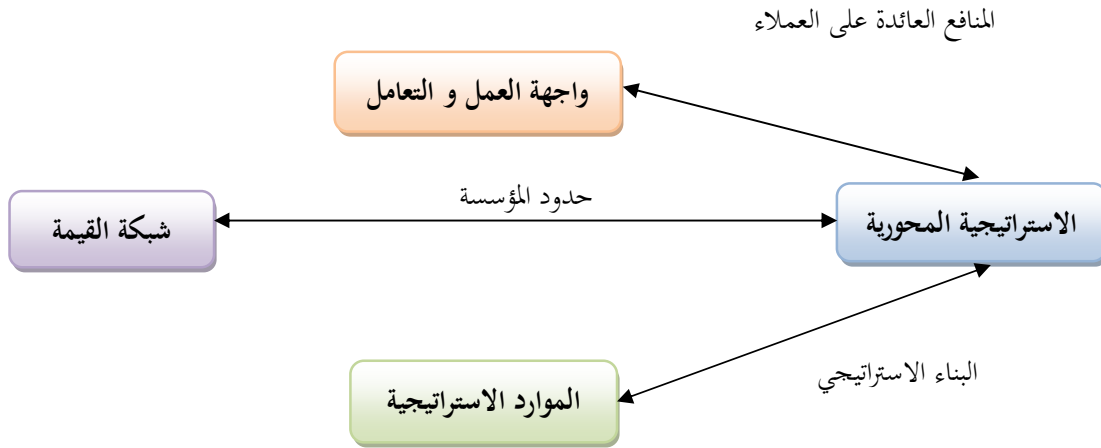 المنافع العائدة على العملاء
واجهة العمل و التعامل
حدود المؤسسة
الاستراتيجية المحورية
شبكة القيمة
البناء الاستراتيجي
الموارد الاستراتيجية